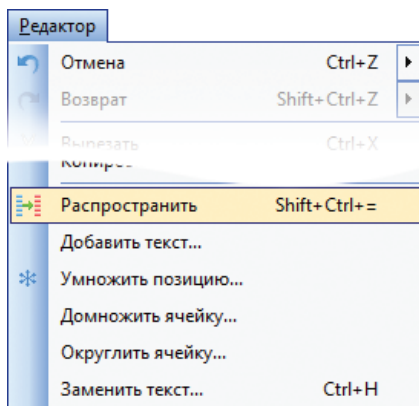 Редактор
Отмена Ctrl+Z
Возврат Shift+Ctrl+Z
Вырезать Ctrl+X
Распространить Shift+Ctrl+=
Добавить текст...
Умножить позицию...
Домножить ячейку...
Округлить ячейку...
Заменить текст... Ctrl+H